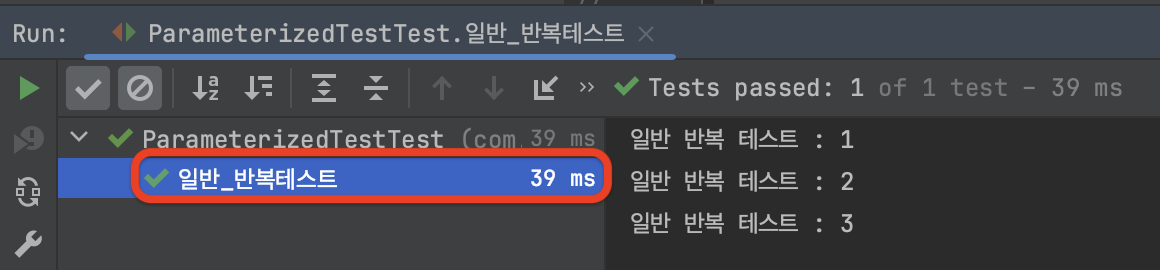 Run: ParameterizedTestTest.일반_반복테스트
Tests passed: 1 of 1 test – 39 ms
ParameterizedTestTest (com. 39 ms
일반_반복테스트 39 ms
일반 반복 테스트 : 1
일반 반복 테스트 : 2
일반 반복 테스트 : 3